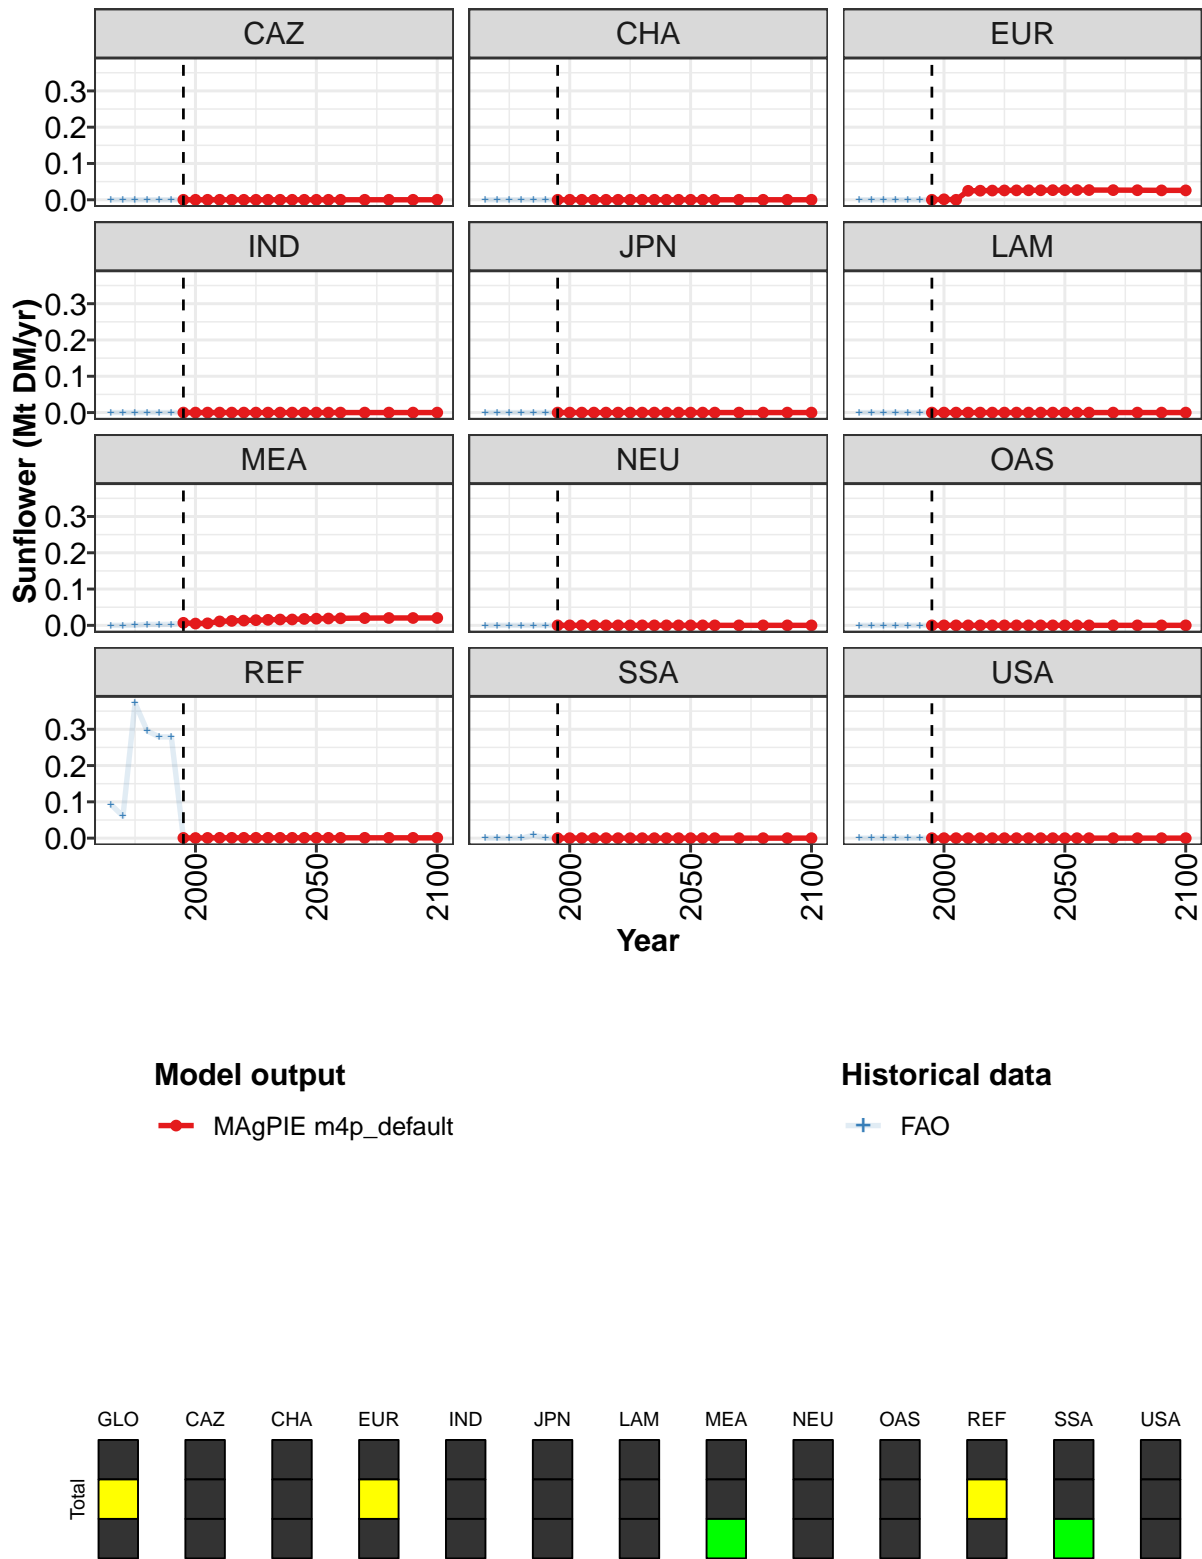 CAZ CHA EUR
0.3
0.2
0.1
0.0
IND JPN LAM
0.3
0.2
0.1
0.0
MEA NEU OAS
0.3
0.2
0.1
0.0
REF SSA USA
0.3
0.2
0.1
0.0
Sunflower (Mt DM/yr)
2000 2050 2100 2000 2050 2100 2000 2050 2100
Year
Model output Historical data
MAgPIE m4p_default FAO
GLO CAZ CHA EUR IND JPN LAM MEA NEU OAS REF SSA USA
Total